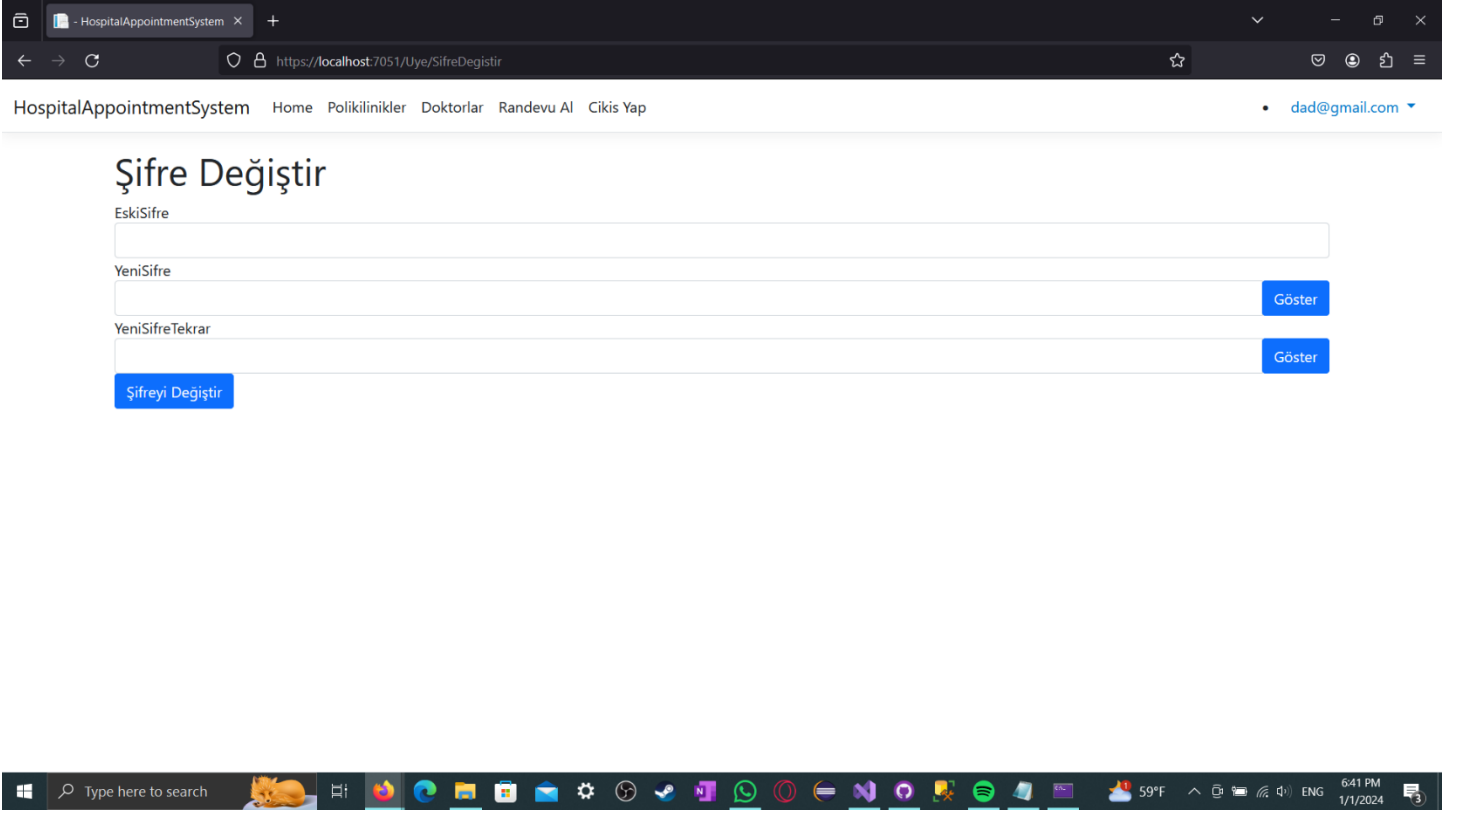 - HospitalAppointmentSystem
https://localhost:7051/Uye/SifreDegistir
HospitalAppointmentSystem Home Polikilinikler Doktorlar Randevu Al Cikis Yap dad@gmail.com
Şifre Değiştir
EskiSifre
YeniSifre
Göster
YeniSifreTekrar
Göster
Şifreyi Değiştir
Type here to search 59°F ENG 6:41 PM
1/1/2024 3